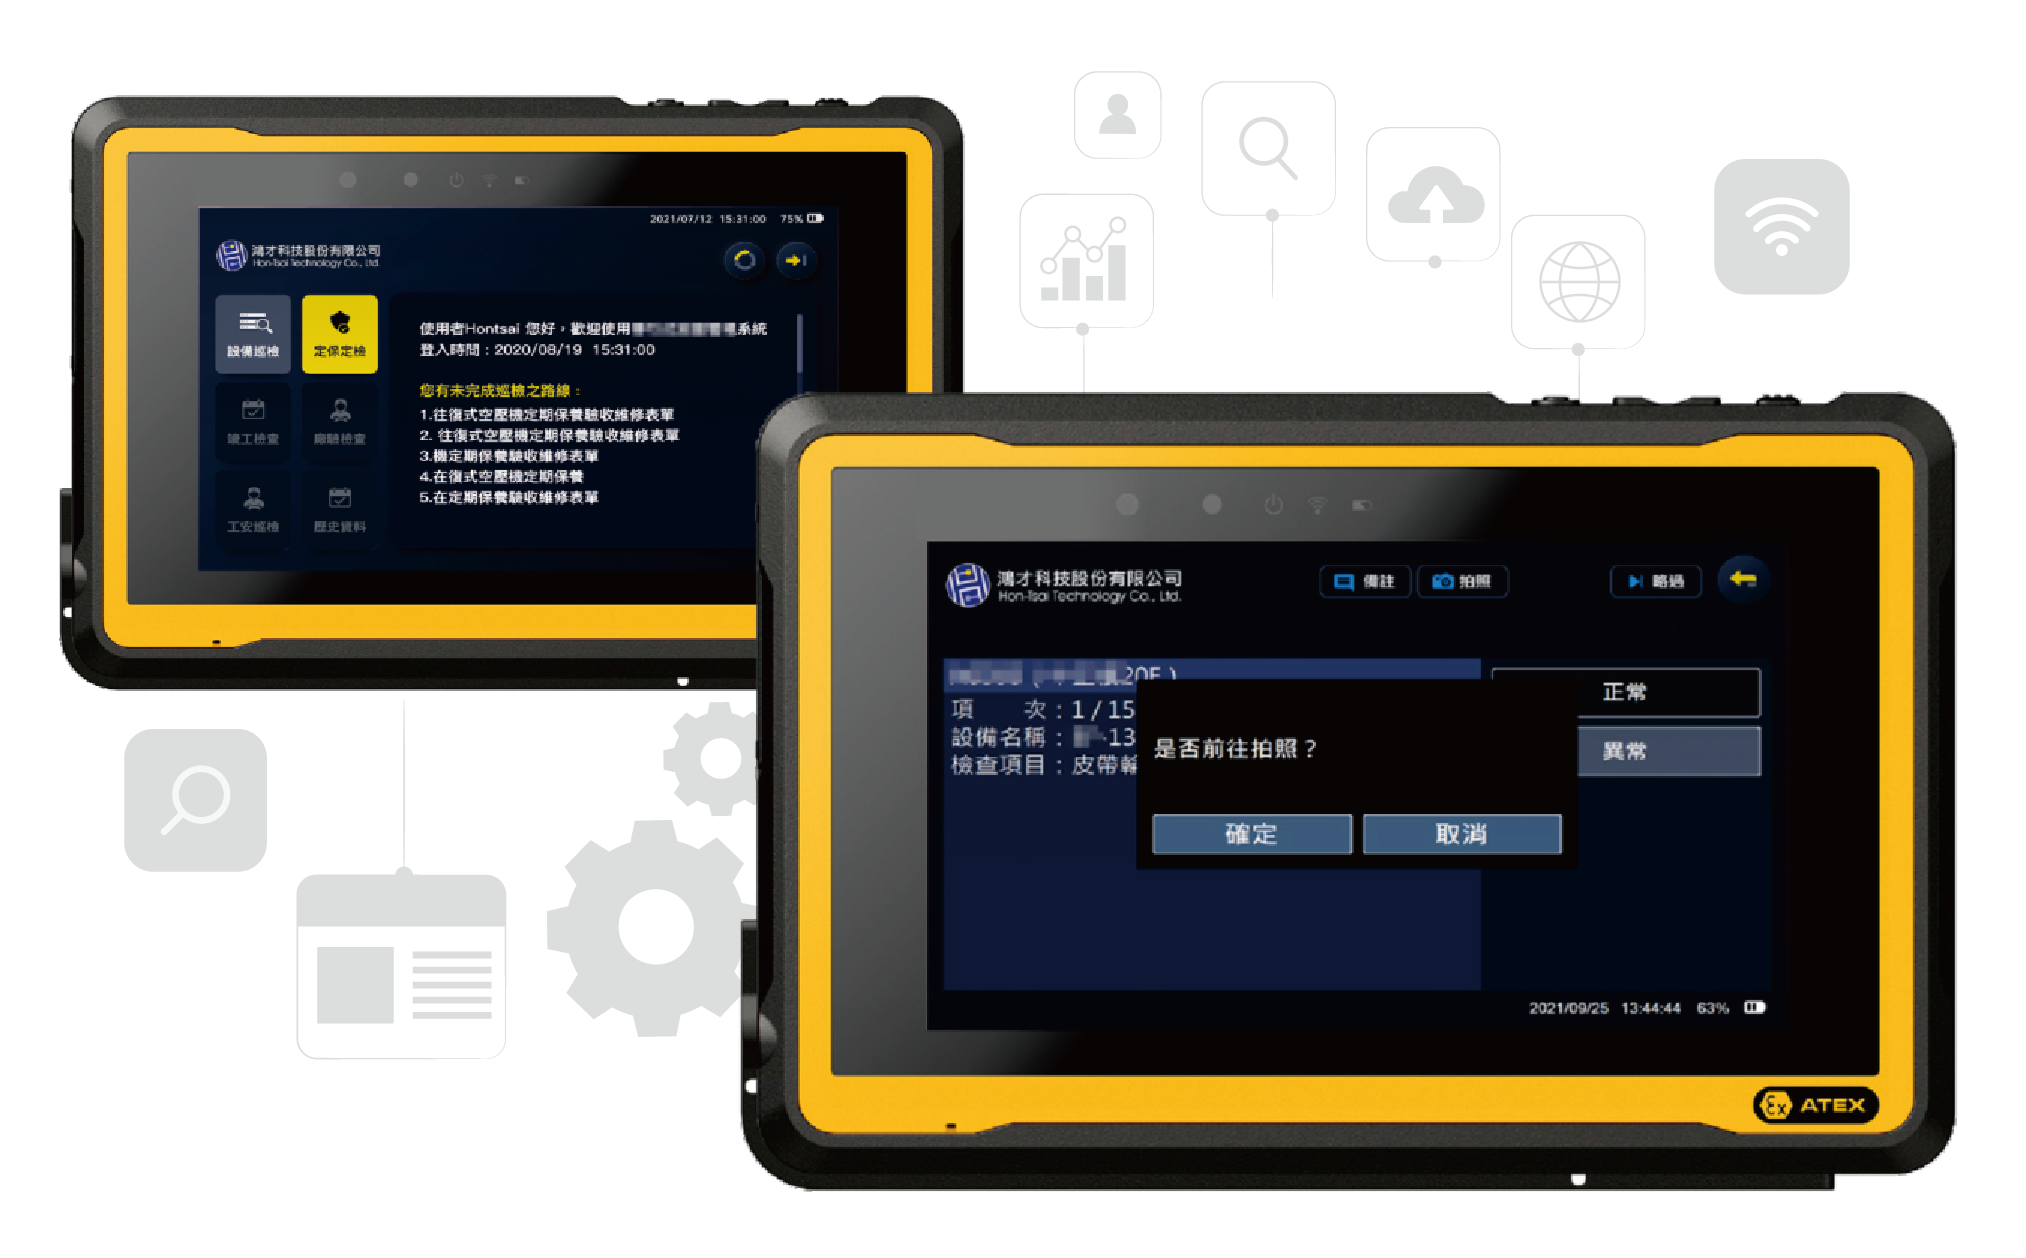 2021/07/12 15:31:00 75%
鴻才科技股份有限公司
Hon-Tsai Technology Co., Ltd.
設備巡檢
定保定檢
竣工檢查
廠驗檢查
工安巡檢
歷史資料
使用者Hontsai 您好，歡迎使用 系統
登入時間：2020/08/19 15:31:00
您有未完成巡檢之路線：
1.往復式空壓機定期保養驗收維修表單
2. 往復式空壓機定期保養驗收維修表單
3.機定期保養驗收維修表單
4.在復式空壓機定期保養
5.在定期保養驗收維修表單
鴻才科技股份有限公司
Hon-Tsai Technology Co., Ltd.
備註
拍照
略過
20F )
項 次：1/15
設備名稱： -13
檢查項目：皮帶輪
正常
異常
是否前往拍照？
確定
取消
2021/09/25 13:44:44 63%
Ex ATEX